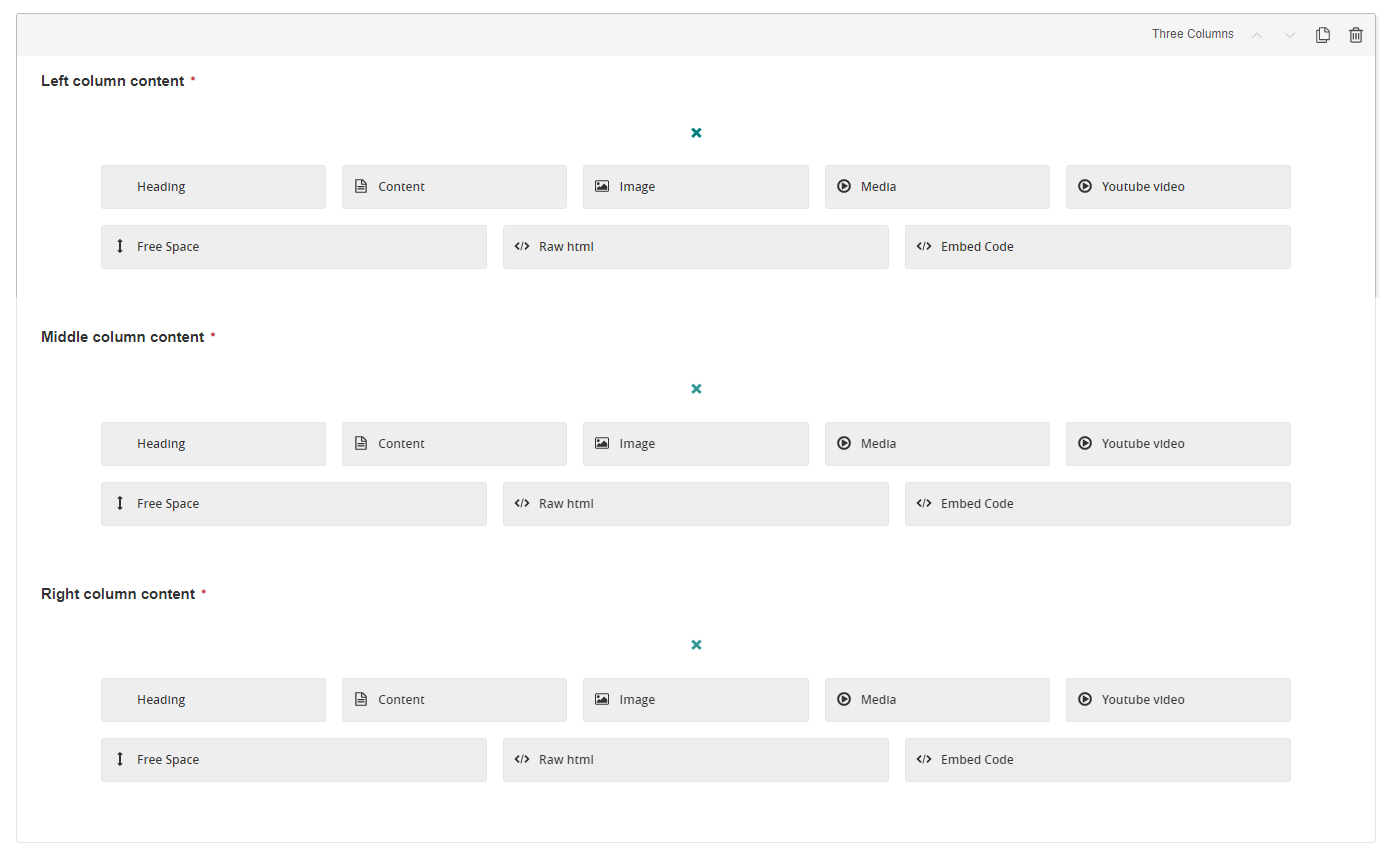 Three Columns
Left column content *
Heading Content Image Media Youtube video
Free Space Raw html Embed Code
Middle column content *
Heading Content Image Media Youtube video
Free Space Raw html Embed Code
Right column content *
Heading Content Image Media Youtube video
Free Space Raw html Embed Code